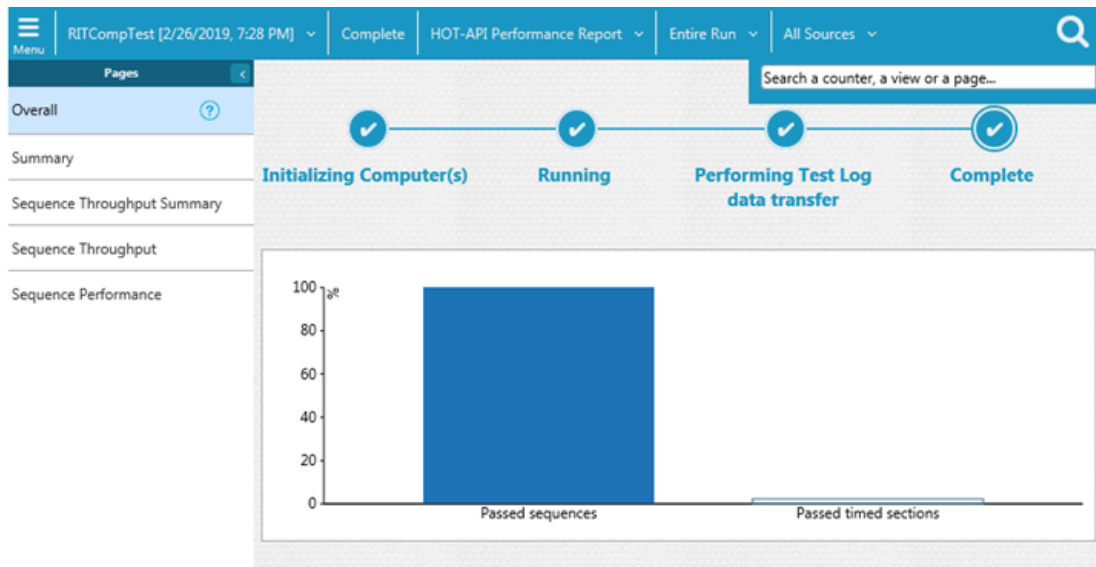 Menu
RITCompTest [2/26/2019, 7:28 PM]
Complete
HOT-API Performance Report
Entire Run
All Sources
Search a counter, a view or a page...
Pages
Overall
?
Summary
Sequence Throughput Summary
Sequence Throughput
Sequence Performance
Initializing Computer(s)
Running
Performing Test Log
data transfer
Complete
%
100
80
60
40
20
0
Passed sequences
Passed timed sections